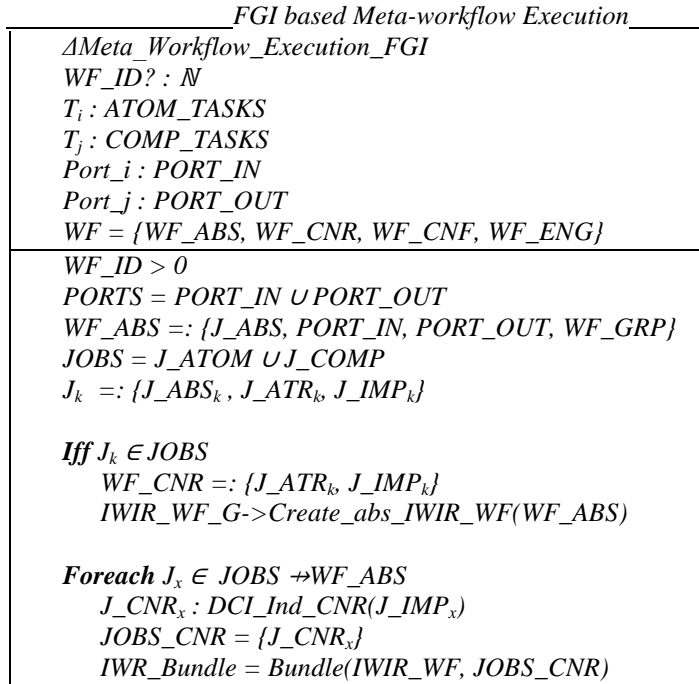 FGI based Meta-workflow Execution
ΔMeta_Workflow_Execution_FGI
WF_ID? : ℕ
Tᵢ : ATOM_TASKS
Tⱼ : COMP_TASKS
Port_i : PORT_IN
Port_j : PORT_OUT
WF = {WF_ABS, WF_CNR, WF_CNF, WF_ENG}
WF_ID > 0
PORTS = PORT_IN ∪ PORT_OUT
WF_ABS =: {J_ABS, PORT_IN, PORT_OUT, WF_GRP}
JOBS = J_ATOM ∪ J_COMP
Jₖ =: {J_ABSₖ , J_ATRₖ, J_IMPₖ}
Iff Jₖ ∈ JOBS
WF_CNR =: {J_ATRₖ, J_IMPₖ}
IWIR_WF_G->Create_abs_IWIR_WF(WF_ABS)
Foreach Jₓ ∈ JOBS ⇸WF_ABS
J_CNRₓ : DCI_Ind_CNR(J_IMPₓ)
JOBS_CNR = {J_CNRₓ}
IWR_Bundle = Bundle(IWIR_WF, JOBS_CNR)